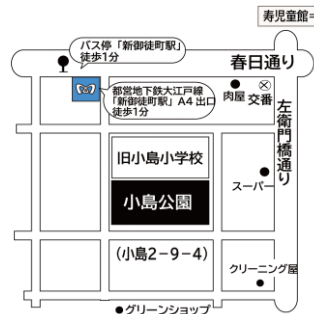 寿児童館=
バス停「新御徒町駅」
徒歩1分
春日通り
都営地下鉄大江戸線
「新御徒町駅」A4出口
徒歩1分
肉屋
交番
左衛門橋通り
旧小島小学校
スーパー
小島公園
(小島2-9-4)
クリーニング屋
グリーンショップ